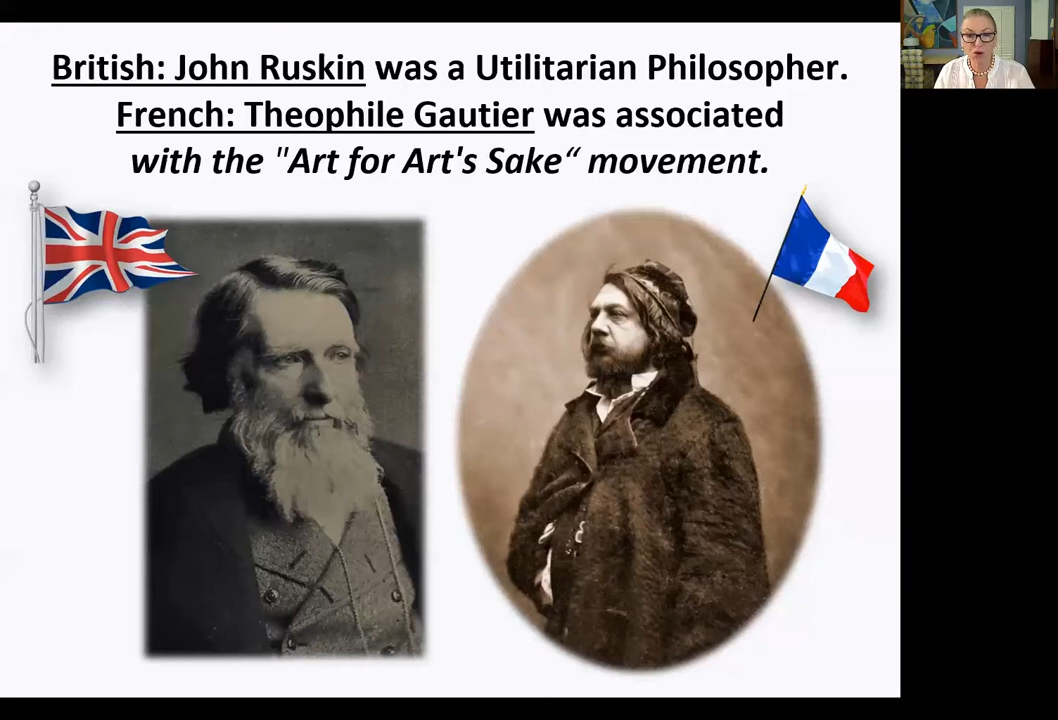 British: John Ruskin was a Utilitarian Philosopher.
French: Theophile Gautier was associated
with the "Art for Art's Sake“ movement.